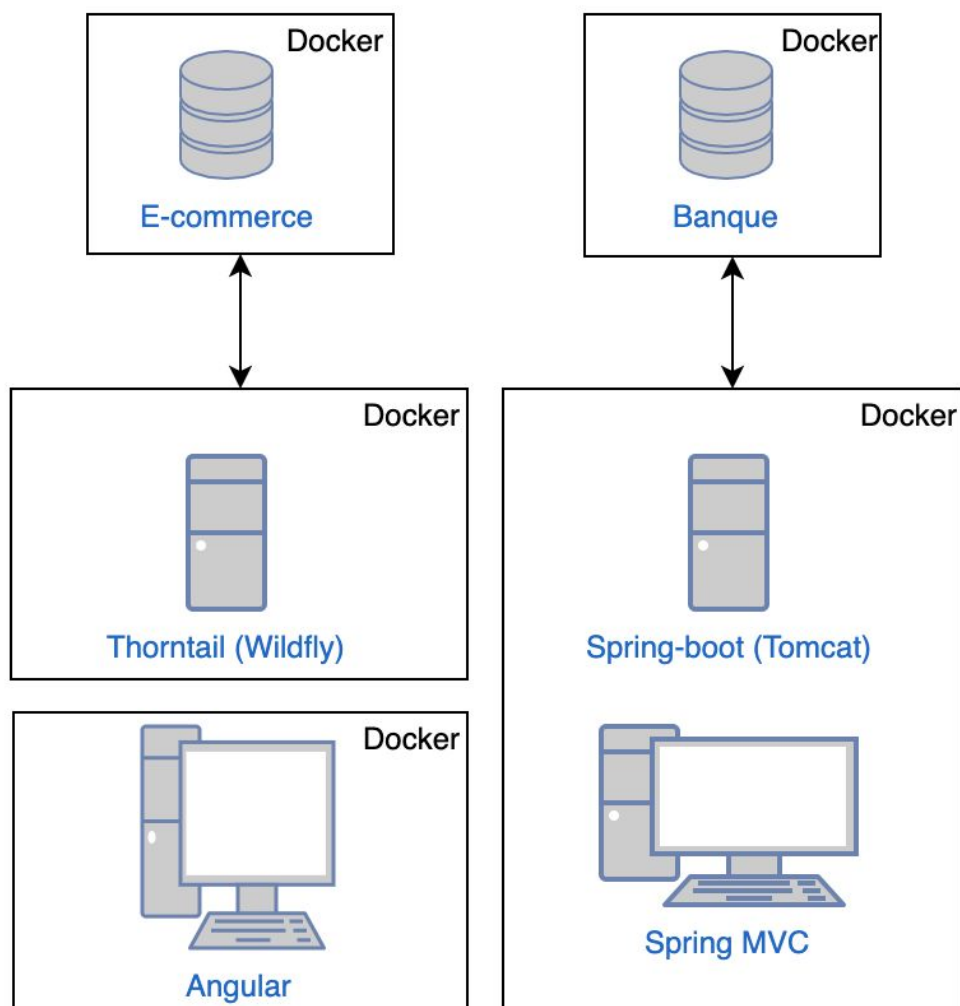 Docker
E-commerce
Docker
Banque
Docker
Thorntail (Wildfly)
Docker
Angular
Docker
Spring-boot (Tomcat)
Spring MVC